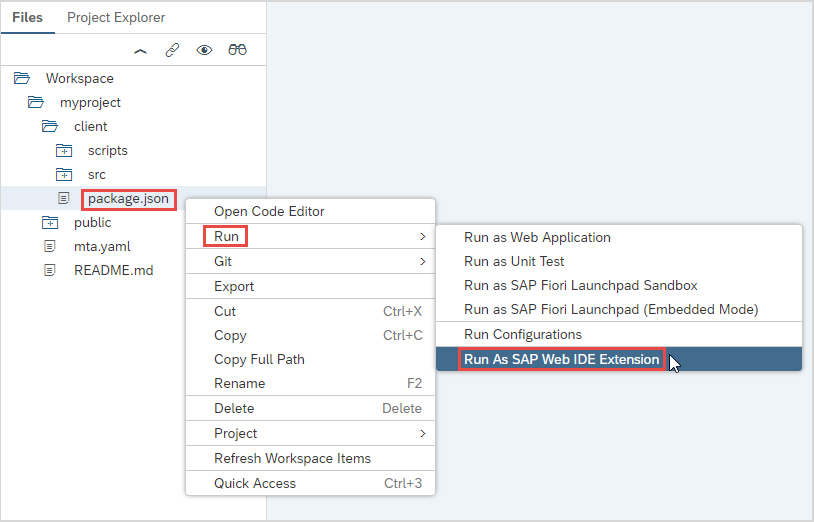 Files Project Explorer
Workspace
myproject
client
scripts
src
package.json
public
mta.yaml
README.md
Open Code Editor
Run
Git
Export
Cut Ctrl+X
Copy Ctrl+C
Copy Full Path
Rename F2
Delete Delete
Project
Refresh Workspace Items
Quick Access Ctrl+3
Run as Web Application
Run as Unit Test
Run as SAP Fiori Launchpad Sandbox
Run as SAP Fiori Launchpad (Embedded Mode)
Run Configurations
Run As SAP Web IDE Extension